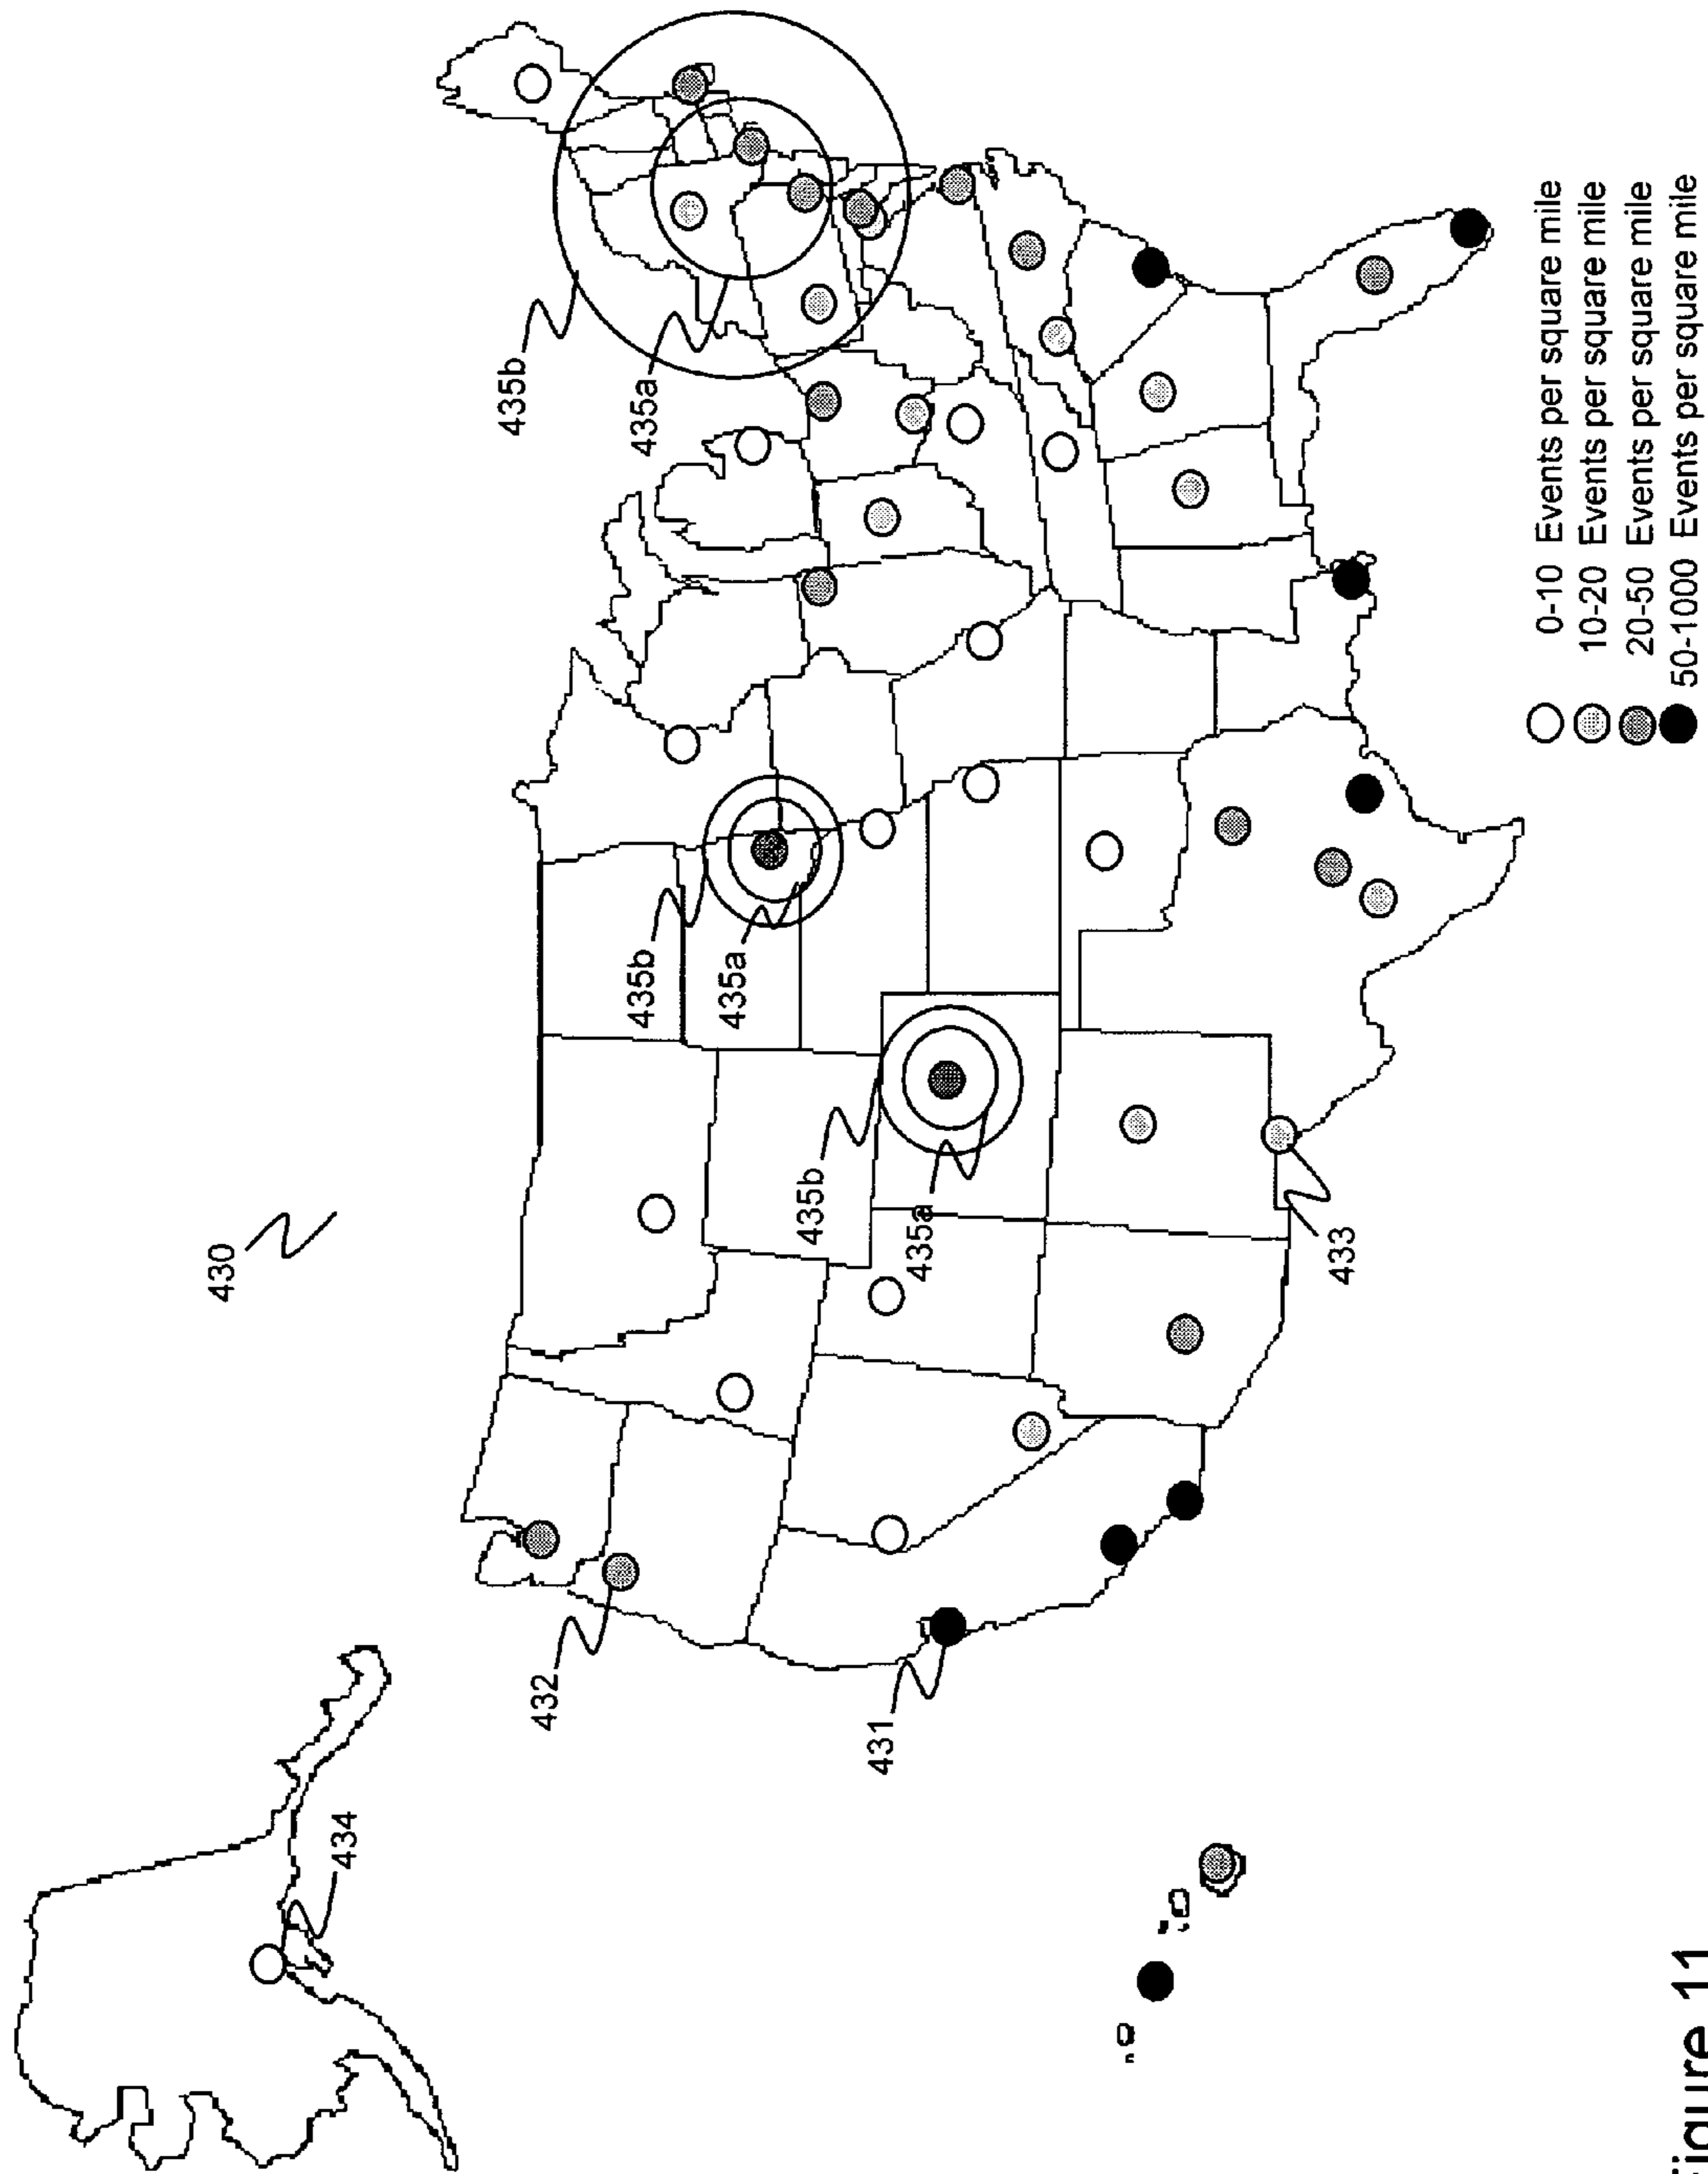 430
434
435b
432
435b
435a
435a
435b
431
435a
433
0-10 Events per square mile
10-20 Events per square mile
20-50 Events per square mile
50-1000 Events per square mile
Figure 11